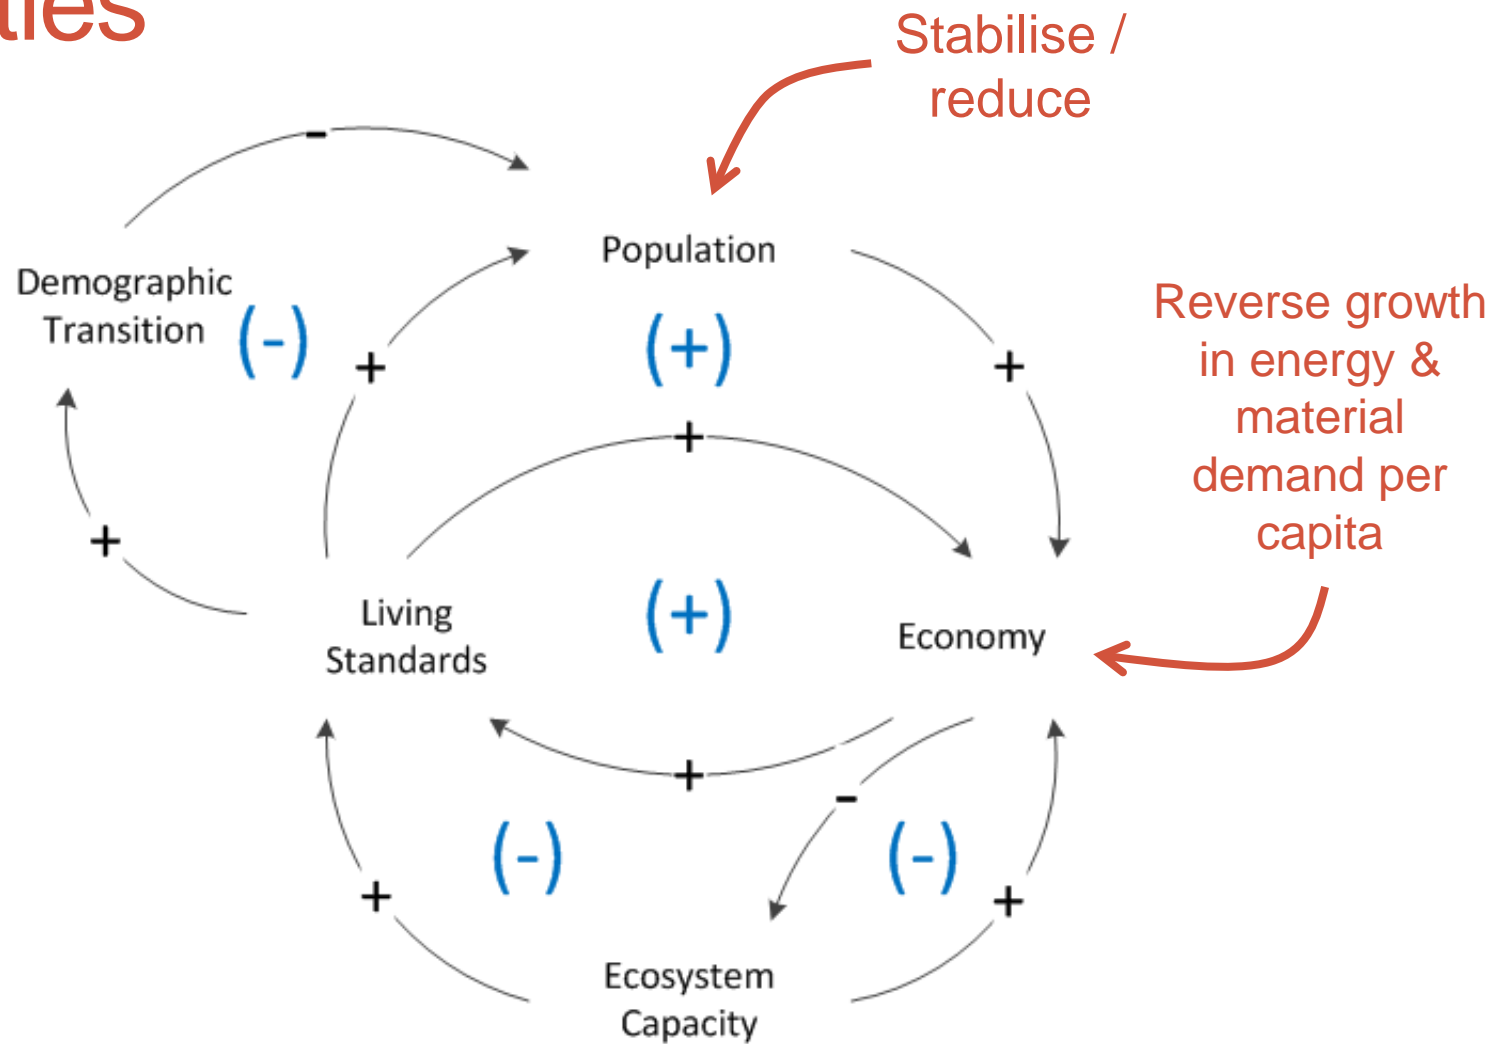 ties
Stabilise /
reduce
-
Population
Demographic
Transition
(-)
(+)
+
+
+
Reverse growth
in energy &
material
demand per
capita
+
Living
Standards
(+)
Economy
+
-
(-)
(-)
+
+
Ecosystem
Capacity